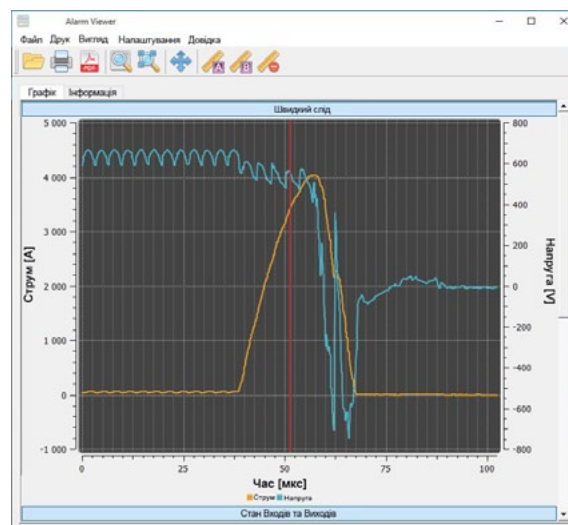 Alarm Viewer
Файл Друк Вигляд Налаштування Довідка
PDF
A
B
Графік Інформація
Швидкий слід
5 000
4 000
3 000
2 000
1 000
0
-1 000
Струм [A]
800
600
400
200
0
-200
-400
-600
-800
Напруга [V]
0 25 50 75 100
Час [мкс]
Струм Напруга
Стан Входів та Виходів